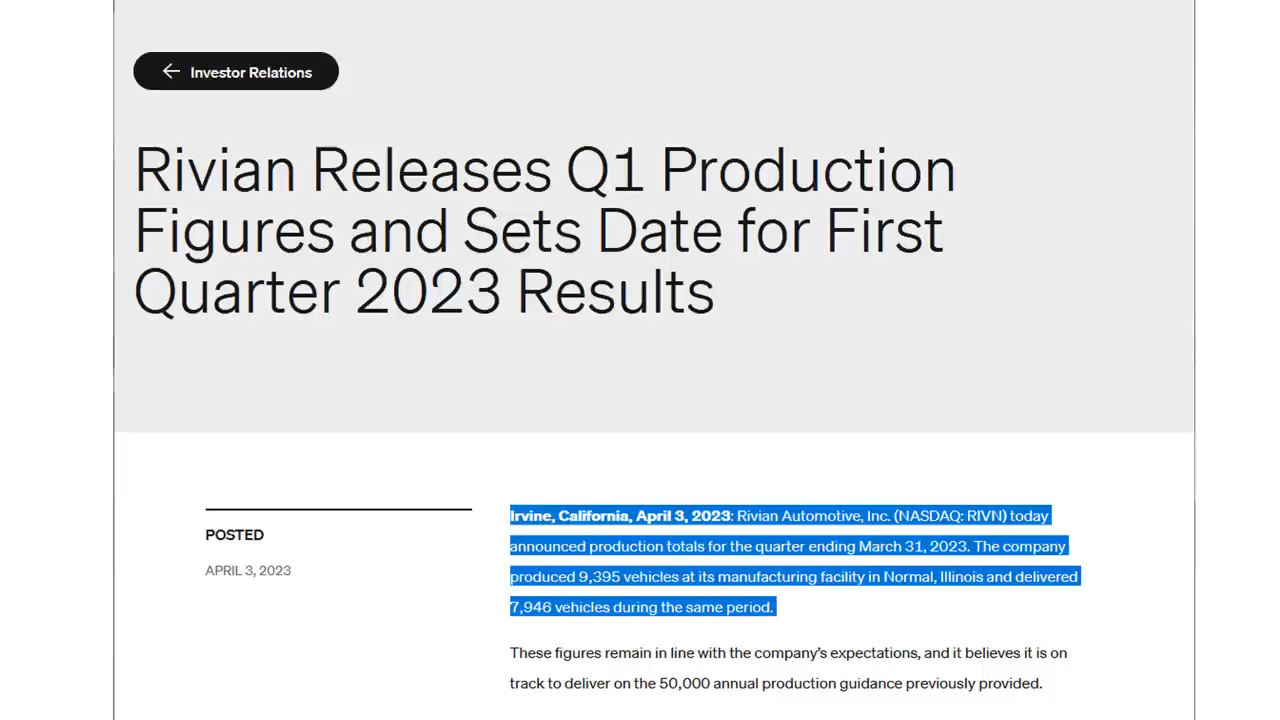 Investor Relations
Rivian Releases Q1 Production
Figures and Sets Date for First
Quarter 2023 Results
POSTED
APRIL 3, 2023
Irvine, California, April 3, 2023: Rivian Automotive, Inc. (NASDAQ: RIVN) today
announced production totals for the quarter ending March 31, 2023. The company
produced 9,395 vehicles at its manufacturing facility in Normal, Illinois and delivered
7,946 vehicles during the same period.
These figures remain in line with the company’s expectations, and it believes it is on
track to deliver on the 50,000 annual production guidance previously provided.